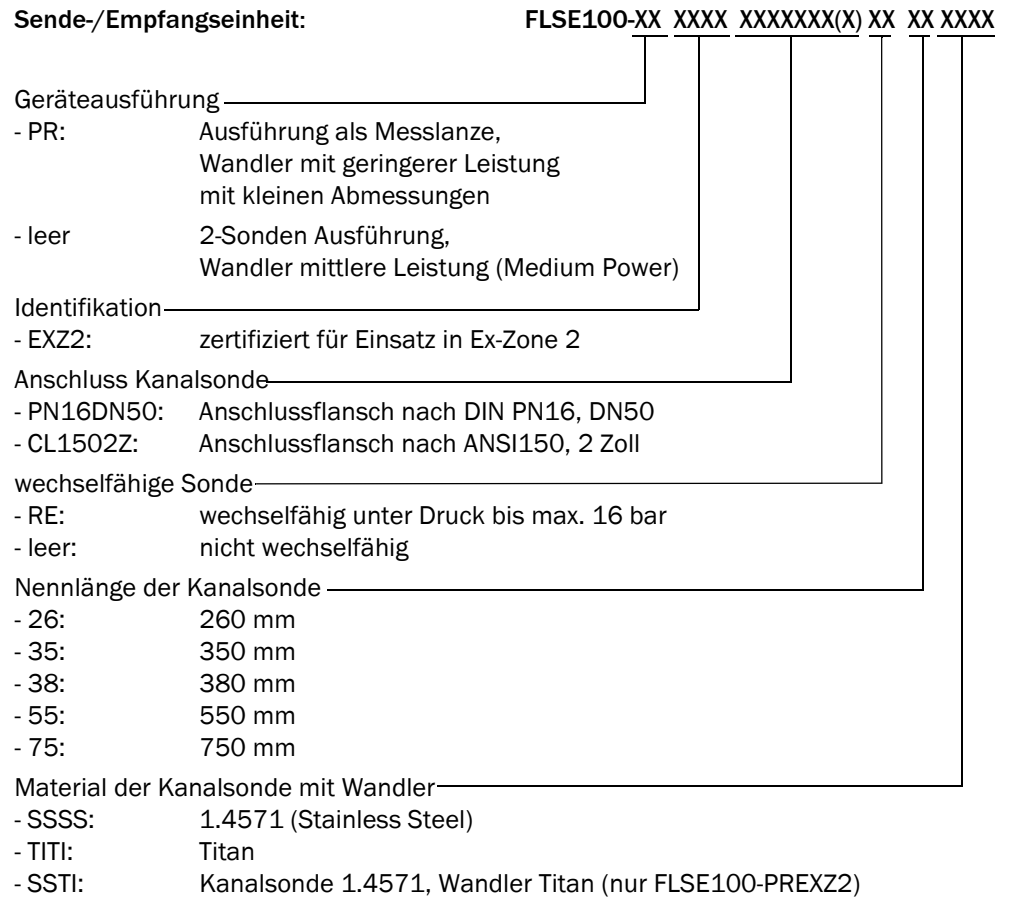 Sende-/Empfangseinheit: FLSE100-XX XXXX XXXXXXX(X) XX XX XXXX
Geräteausführung
- PR: Ausführung als Messlanze,
Wandler mit geringerer Leistung
mit kleinen Abmessungen
- leer 2-Sonden Ausführung,
Wandler mittlere Leistung (Medium Power)
Identifikation
- EXZ2: zertifiziert für Einsatz in Ex-Zone 2
Anschluss Kanalsonde
- PN16DN50: Anschlussflansch nach DIN PN16, DN50
- CL1502Z: Anschlussflansch nach ANSI150, 2 Zoll
wechselfähige Sonde
- RE: wechselfähig unter Druck bis max. 16 bar
- leer: nicht wechselfähig
Nennlänge der Kanalsonde
- 26: 260 mm
- 35: 350 mm
- 38: 380 mm
- 55: 550 mm
- 75: 750 mm
Material der Kanalsonde mit Wandler
- SSSS: 1.4571 (Stainless Steel)
- TITI: Titan
- SSTI: Kanalsonde 1.4571, Wandler Titan (nur FLSE100-PREXZ2)